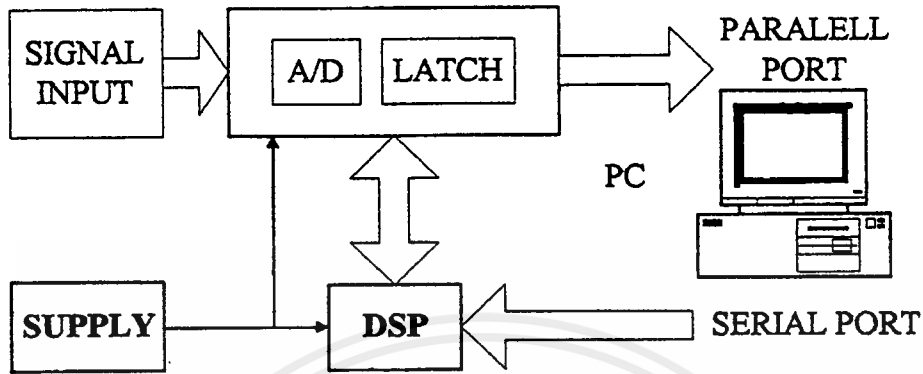 SIGNAL
INPUT
A/D
LATCH
PARALELL
PORT
PC
SUPPLY
DSP
SERIAL PORT